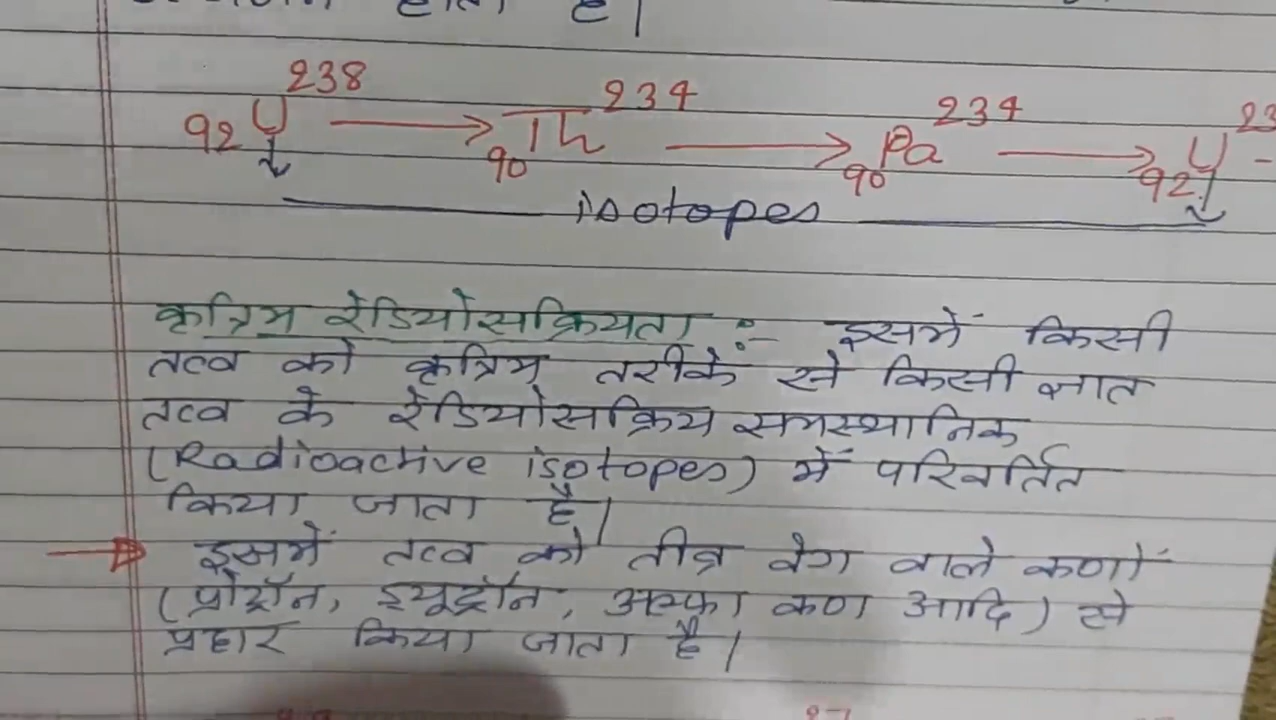 होता है।
92U238 → 90Th234 → 90Pa234 → 92U23
isotopes
कृत्रिम रेडियोसक्रियता :- इसमें किसी
तत्व को कृत्रिम तरीके से किसी ज्ञात
तत्व के रेडियोसक्रिय समस्थानिक
(Radioactive isotopes) में परिवर्तित
किया जाता है।
→ इसमें तत्व को तीव्र वेग वाले कणों
(प्रोट्रॉन, ड्यूट्रॉन, अल्फा कण आदि) से
प्रहार किया जाता है।